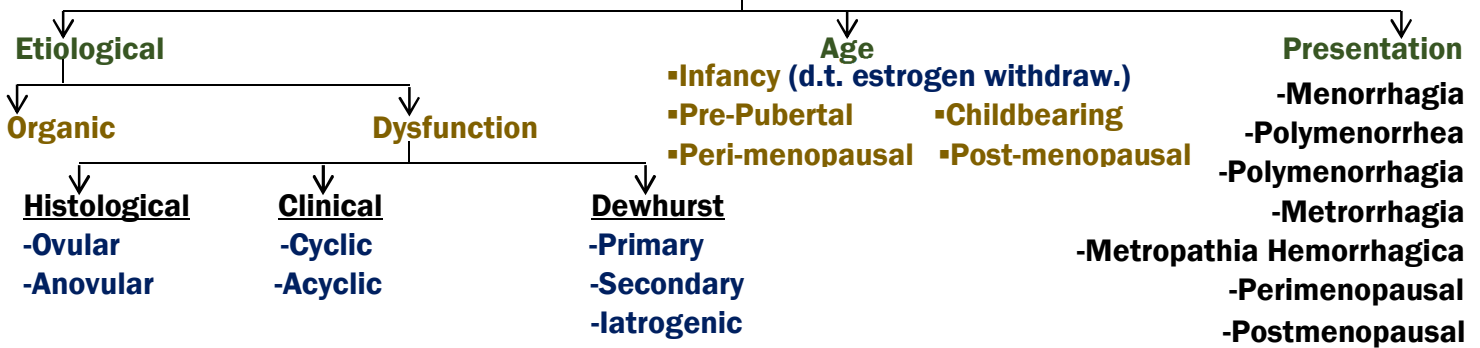 Etiological
Age
Presentation
Organic
Dysfunction
▪Infancy (d.t. estrogen withdraw.)
▪Pre-Pubertal ▪Childbearing
▪Peri-menopausal ▪Post-menopausal
Histological
-Ovular
-Anovular
Clinical
-Cyclic
-Acyclic
Dewhurst
-Primary
-Secondary
-Iatrogenic
-Menorrhagia
-Polymenorrhea
-Polymenorrhagia
-Metrorrhagia
-Metropathia Hemorrhagica
-Perimenopausal
-Postmenopausal